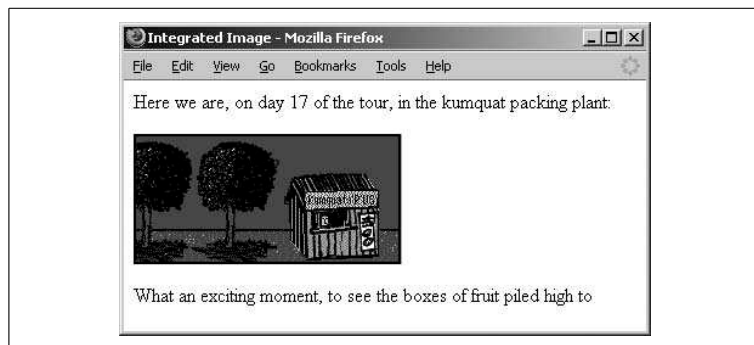 Integrated Image - Mozilla Firefox
File Edit View Go Bookmarks Tools Help
Here we are, on day 17 of the tour, in the kumquat packing plant:
What an exciting moment, to see the boxes of fruit piled high to